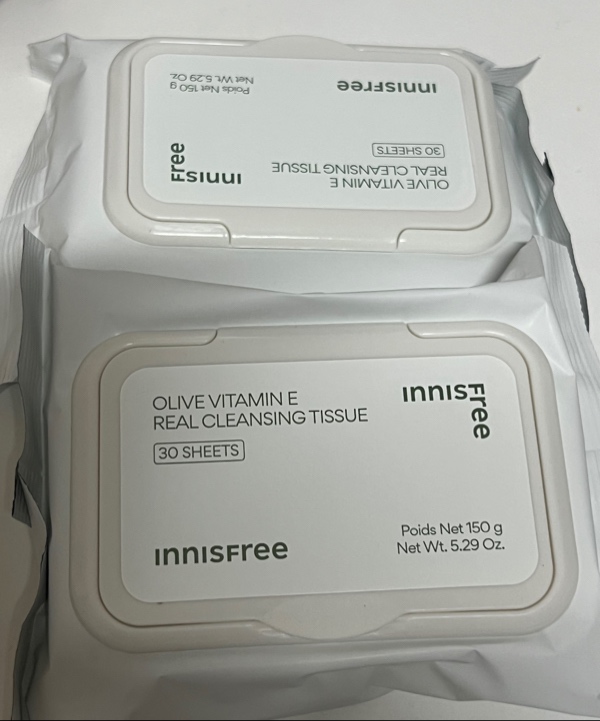 innisFree
Poids Net 150 g
Net Wt. 5.29 Oz.
innisFree
OLIVE VITAMIN E
REAL CLEANSING TISSUE
30 SHEETS
OLIVE VITAMIN E
REAL CLEANSING TISSUE
30 SHEETS
innisFree
innisFree
Poids Net 150 g
Net Wt. 5.29 Oz.